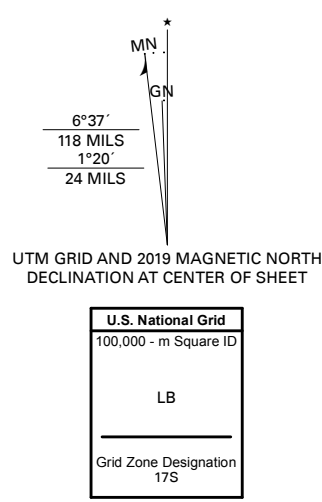 MN
GN
6°37´
118 MILS
1°20´
24 MILS
UTM GRID AND 2019 MAGNETIC NORTH
DECLINATION AT CENTER OF SHEET
U.S. National Grid
100,000 - m Square ID
LB
Grid Zone Designation
17S